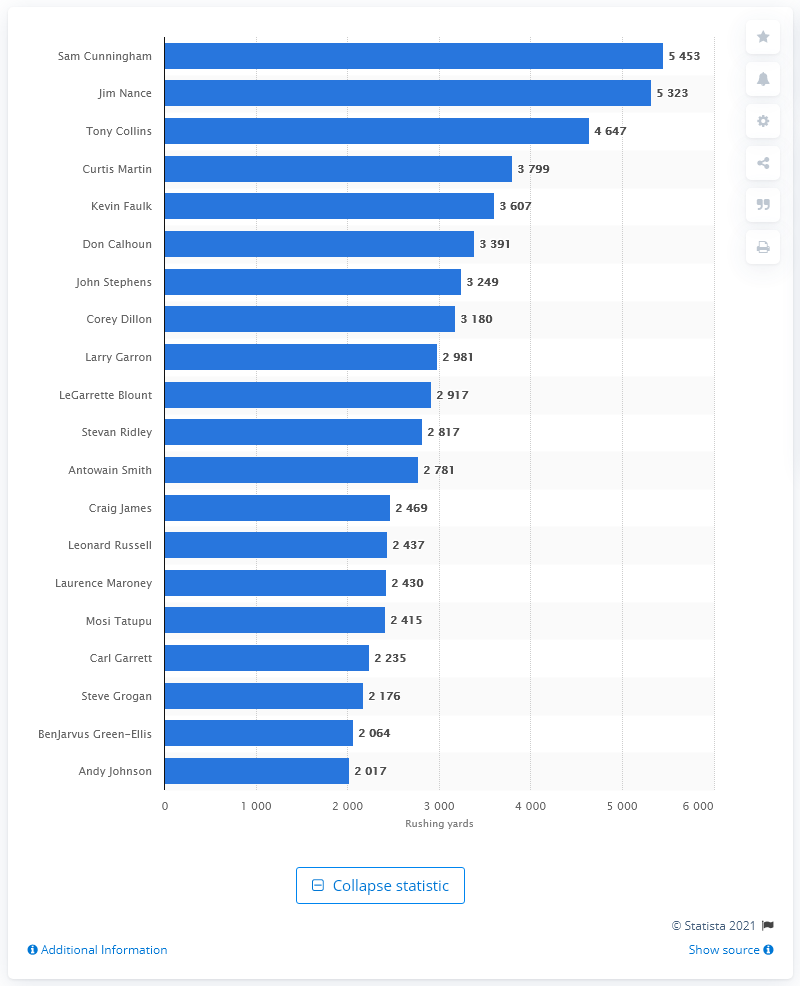 Sam Cunningham 5 453
Jim Nance 5 323
Tony Collins 4 647
Curtis Martin 3 799
Kevin Faulk 3 607
Don Calhoun 3 391
John Stephens 3 249
Corey Dillon 3 180
Larry Garron 2 981
LeGarrette Blount 2 917
Stevan Ridley 2 817
Antowain Smith 2 781
Craig James 2 469
Leonard Russell 2 437
Laurence Maroney 2 430
Mosi Tatupu 2 415
Carl Garrett 2 235
Steve Grogan 2 176
BenJarvus Green-Ellis 2 064
Andy Johnson 2 017
0 1 000 2 000 3 000 4 000 5 000 6 000
Rushing yards
Collapse statistic
© Statista 2021
Additional Information Show source